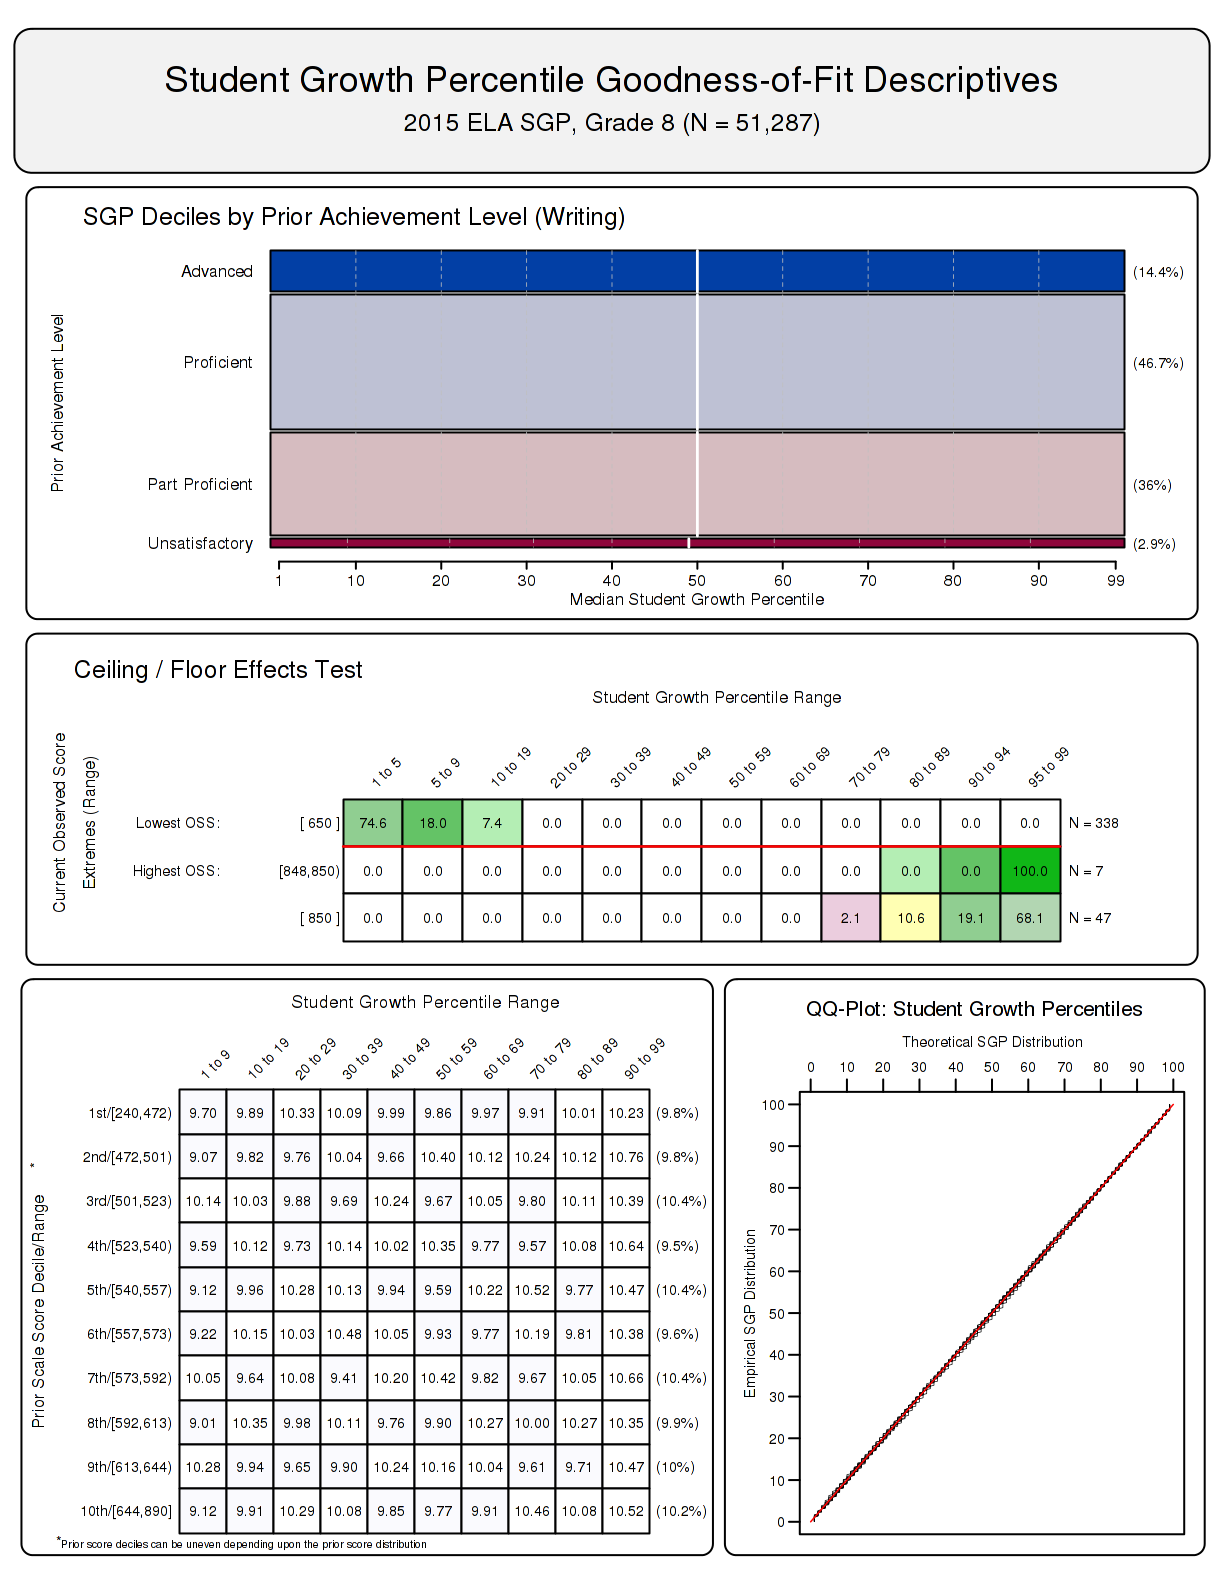 Student Growth Percentile Goodness-of-Fit Descriptives
2015 ELA SGP, Grade 8 (N = 51,287)
SGP Deciles by Prior Achievement Level (Writing)
Prior Achievement Level
Advanced (14.4%)
Proficient (46.7%)
Part Proficient (36%)
Unsatisfactory (2.9%)
1 10 20 30 40 50 60 70 80 90 99
Median Student Growth Percentile
Ceiling / Floor Effects Test
Student Growth Percentile Range
Current Observed Score
Extremes (Range)
1 to 5 5 to 9 10 to 19 20 to 29 30 to 39 40 to 49 50 to 59 60 to 69 70 to 79 80 to 89 90 to 94 95 to 99
Lowest OSS: [ 650 ] 74.6 18.0 7.4 0.0 0.0 0.0 0.0 0.0 0.0 0.0 0.0 0.0 N = 338
Highest OSS: [848,850) 0.0 0.0 0.0 0.0 0.0 0.0 0.0 0.0 0.0 0.0 0.0 100.0 N = 7
[ 850 ] 0.0 0.0 0.0 0.0 0.0 0.0 0.0 0.0 2.1 10.6 19.1 68.1 N = 47
Student Growth Percentile Range
Prior Scale Score Decile/Range *
1 to 9 10 to 19 20 to 29 30 to 39 40 to 49 50 to 59 60 to 69 70 to 79 80 to 89 90 to 99
1st/[240,472) 9.70 9.89 10.33 10.09 9.99 9.86 9.97 9.91 10.01 10.23 (9.8%)
2nd/[472,501) 9.07 9.82 9.76 10.04 9.66 10.40 10.12 10.24 10.12 10.76 (9.8%)
3rd/[501,523) 10.14 10.03 9.88 9.69 10.24 9.67 10.05 9.80 10.11 10.39 (10.4%)
4th/[523,540) 9.59 10.12 9.73 10.14 10.02 10.35 9.77 9.57 10.08 10.64 (9.5%)
5th/[540,557) 9.12 9.96 10.28 10.13 9.94 9.59 10.22 10.52 9.77 10.47 (10.4%)
6th/[557,573) 9.22 10.15 10.03 10.48 10.05 9.93 9.77 10.19 9.81 10.38 (9.6%)
7th/[573,592) 10.05 9.64 10.08 9.41 10.20 10.42 9.82 9.67 10.05 10.66 (10.4%)
8th/[592,613) 9.01 10.35 9.98 10.11 9.76 9.90 10.27 10.00 10.27 10.35 (9.9%)
9th/[613,644) 10.28 9.94 9.65 9.90 10.24 10.16 10.04 9.61 9.71 10.47 (10%)
10th/[644,890] 9.12 9.91 10.29 10.08 9.85 9.77 9.91 10.46 10.08 10.52 (10.2%)
*Prior score deciles can be uneven depending upon the prior score distribution
QQ-Plot: Student Growth Percentiles
Theoretical SGP Distribution
0 10 20 30 40 50 60 70 80 90 100
Empirical SGP Distribution
100
90
80
70
60
50
40
30
20
10
0